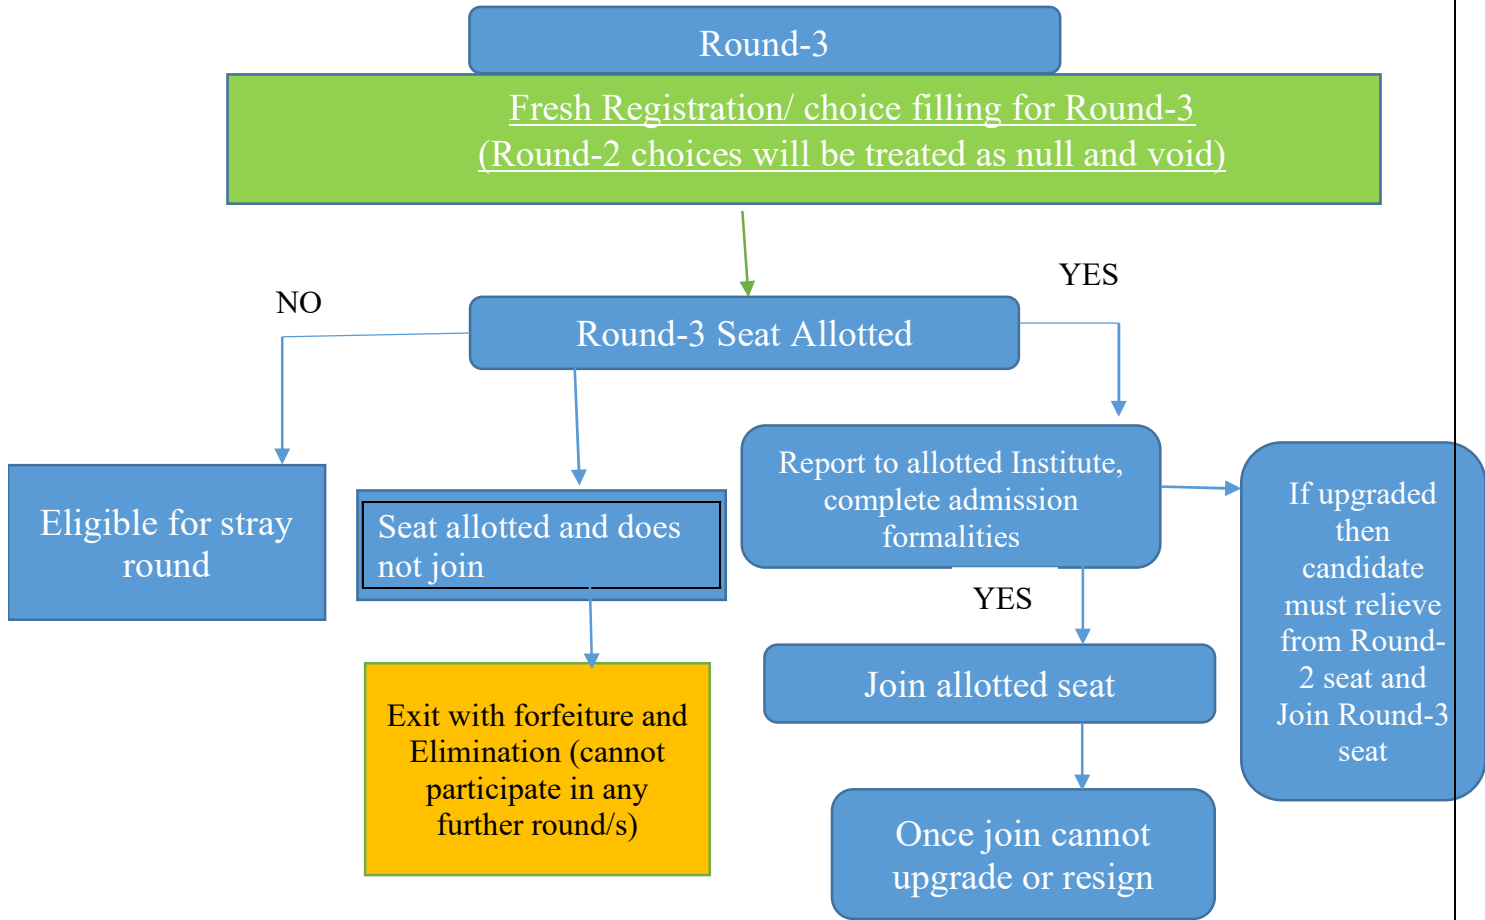 Round-3
Fresh Registration/ choice filling for Round-3
(Round-2 choices will be treated as null and void)
NO
YES
Round-3 Seat Allotted
Eligible for stray
round
Seat allotted and does
not join
Report to allotted Institute,
complete admission
formalities
If upgraded
then
candidate
must relieve
from Round-
2 seat and
Join Round-3
seat
YES
Join allotted seat
Exit with forfeiture and
Elimination (cannot
participate in any
further round/s)
Once join cannot
upgrade or resign